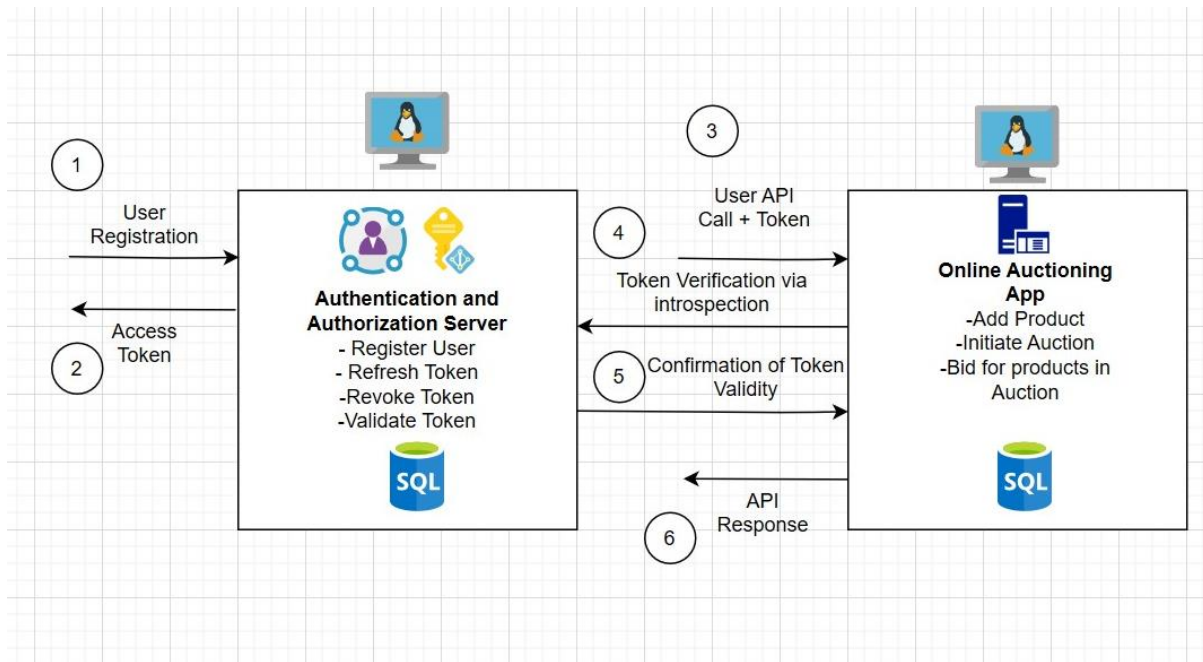 1
User
Registration
Access
Token
2
Authentication and
Authorization Server
- Register User
- Refresh Token
-Revoke Token
-Validate Token
SQL
3
User API
Call + Token
4
Token Verification via
introspection
5
Confirmation of Token
Validity
API
Response
6
Online Auctioning
App
-Add Product
-Initiate Auction
-Bid for products in
Auction
SQL